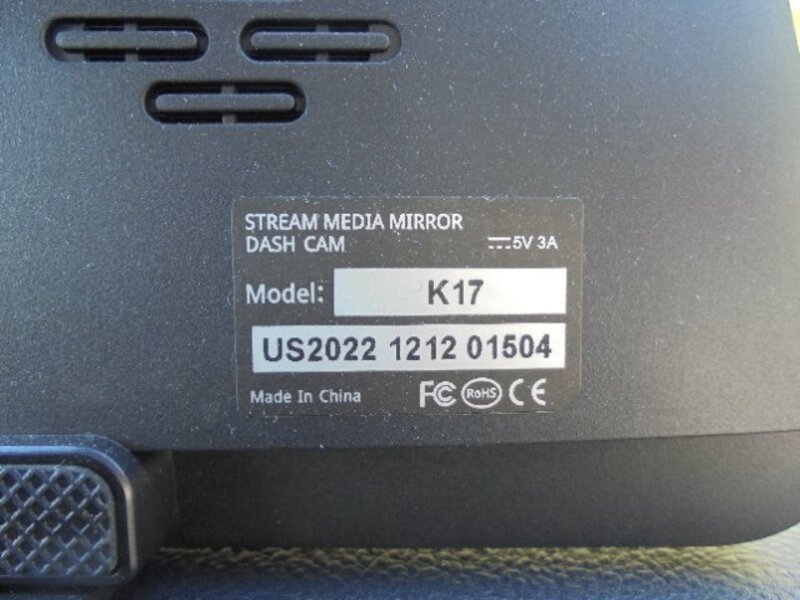 STREAM MEDIA MIRROR
DASH CAM 5V 3A
Model: K17
US2022 1212 01504
Made In China FC RoHS CE